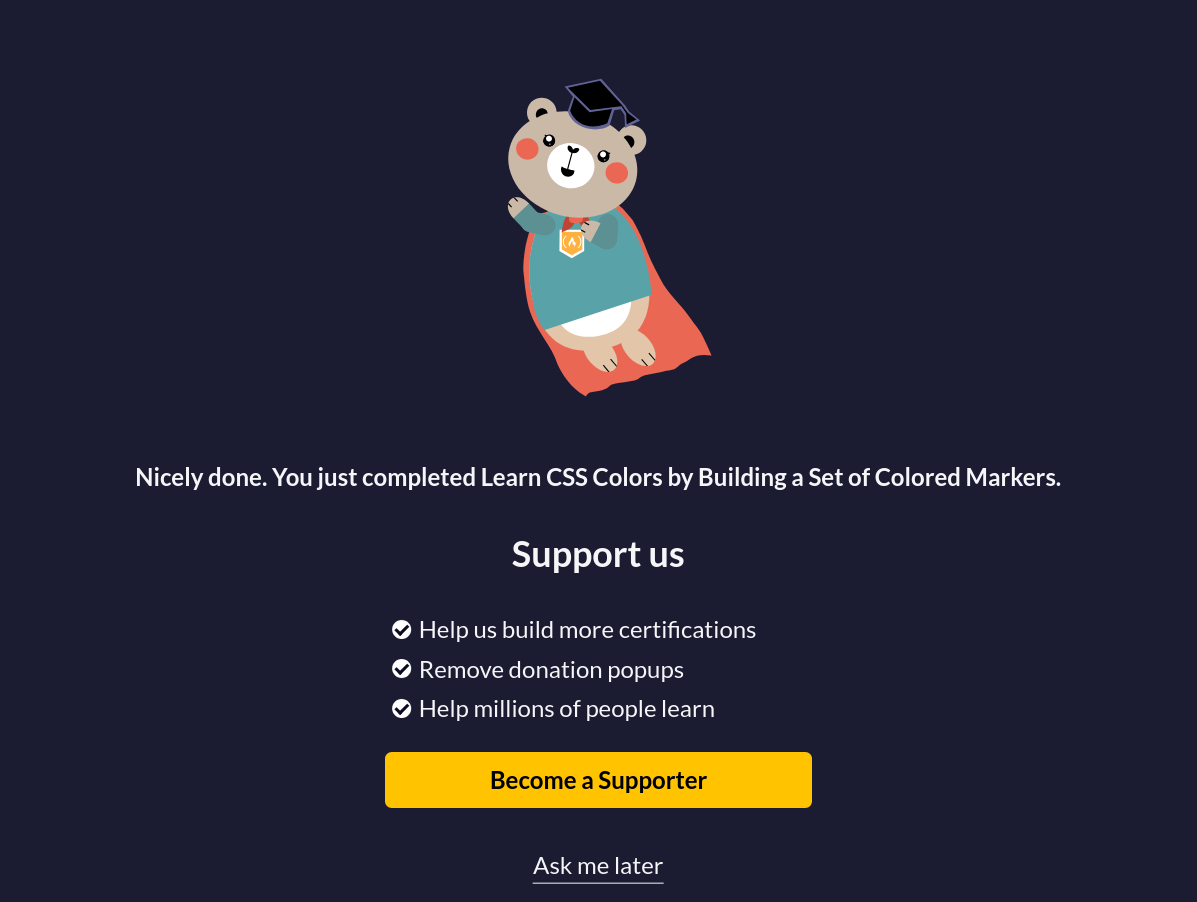 Nicely done. You just completed Learn CSS Colors by Building a Set of Colored Markers.
Support us
Help us build more certifications
Remove donation popups
Help millions of people learn
Become a Supporter
Ask me later